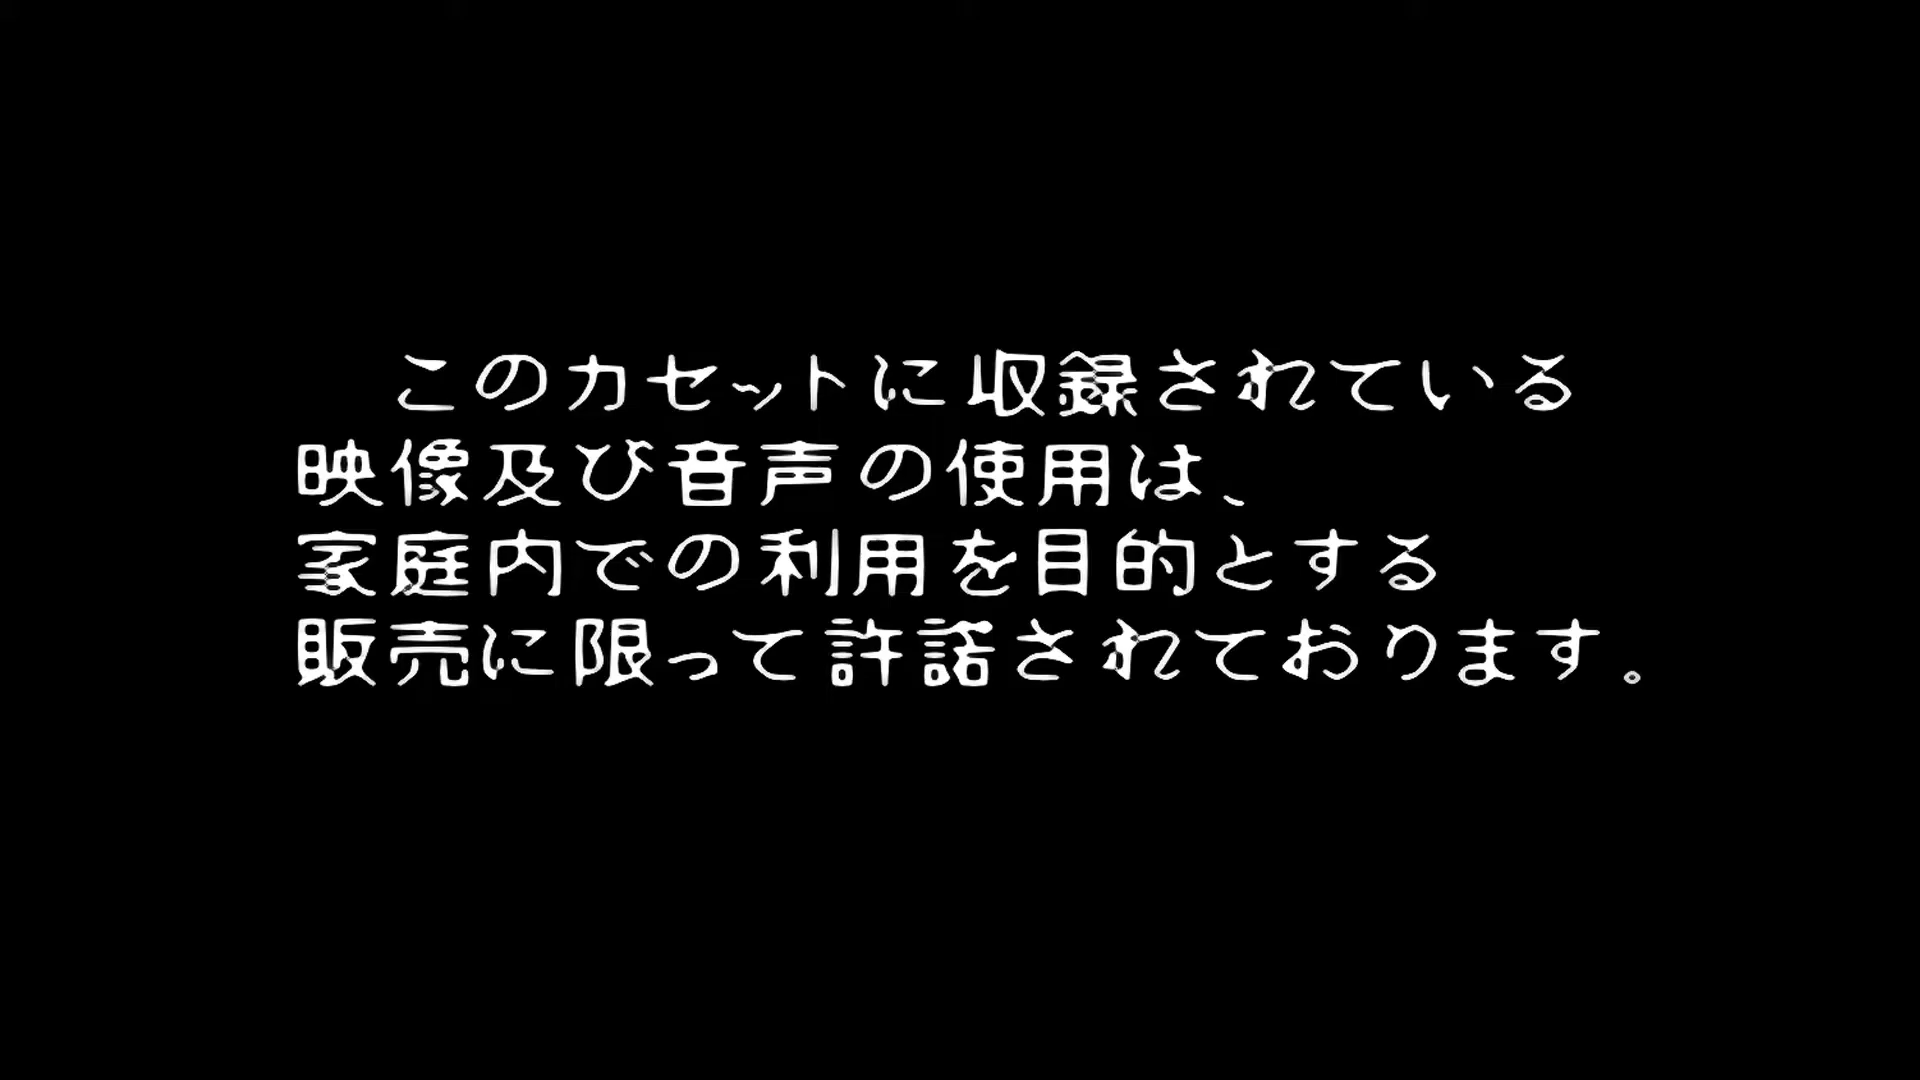 このカセットに収録されている
映像及び音声の使用は、
家庭内での利用を目的とする
販売に限って許諾されております。